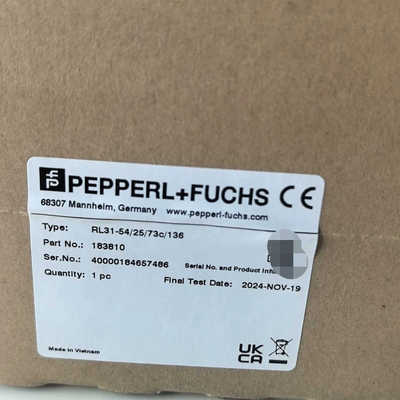 PEPPERL+FUCHS CE
68307 Mannheim, Germany www.pepperl-fuchs.com
Type: RL31-54/25/73c/136
Part No.: 183810
Ser.No.: 40000184657486 Serial No. and Product
Quantity: 1 pc Final Test Date: 2024-NOV-19
Made in Vietnam
UK
CA